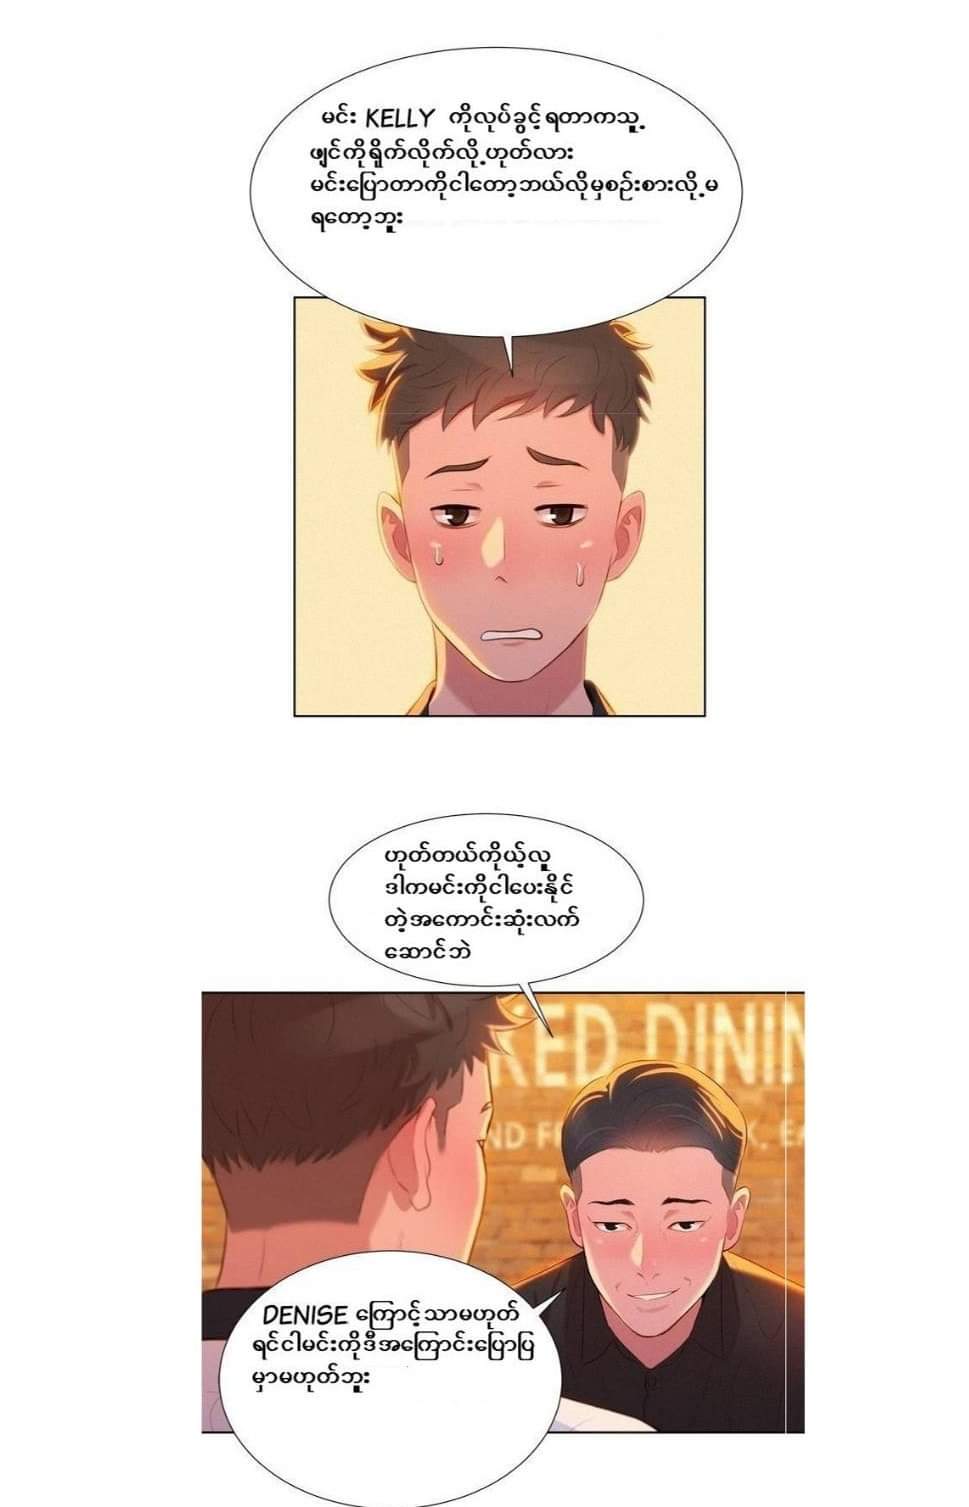 မင်း KELLY ကိုလုပ်ခွင့်ရတာကသူ့
ဖျင်ကိုရိုက်လိုက်လို့ဟုတ်လား
မင်းပြောတာကိုငါတော့ဘယ်လိုမှစဉ်းစားလို့မ
ရတော့ဘူး
ဟုတ်တယ်ကိုယ့်လူ
ဒါကမင်းကိုငါပေးနိုင်
တဲ့အကောင်းဆုံးလက်
ဆောင်ဘဲ
KED DINING
ND FR
K, EA
DENISE ကြောင့်သာမဟုတ်
ရင်ငါမင်းကိုဒီအကြောင်းပြောပြ
မှာမဟုတ်ဘူး